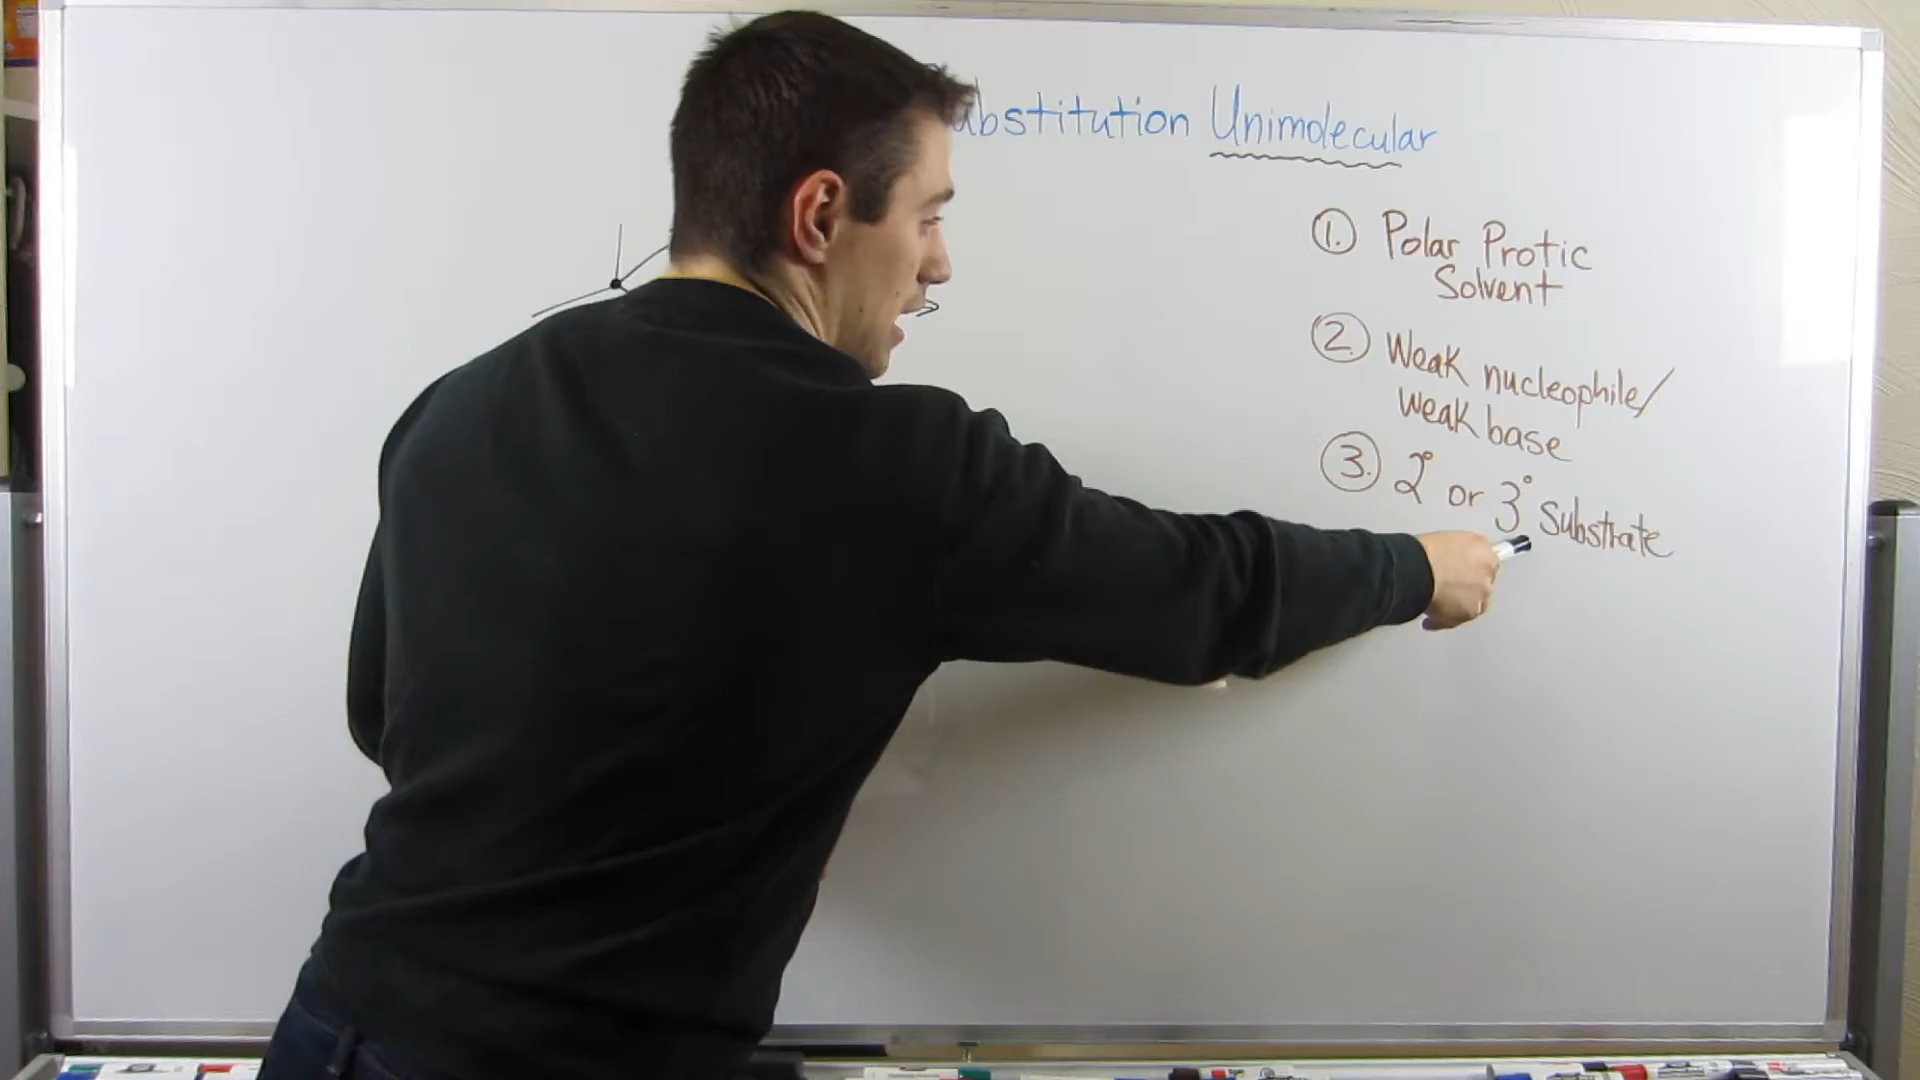 ubstitution Unimolecular
1. Polar Protic
Solvent
2. Weak nucleophile/
weak base
3. 2° or 3° Substrate